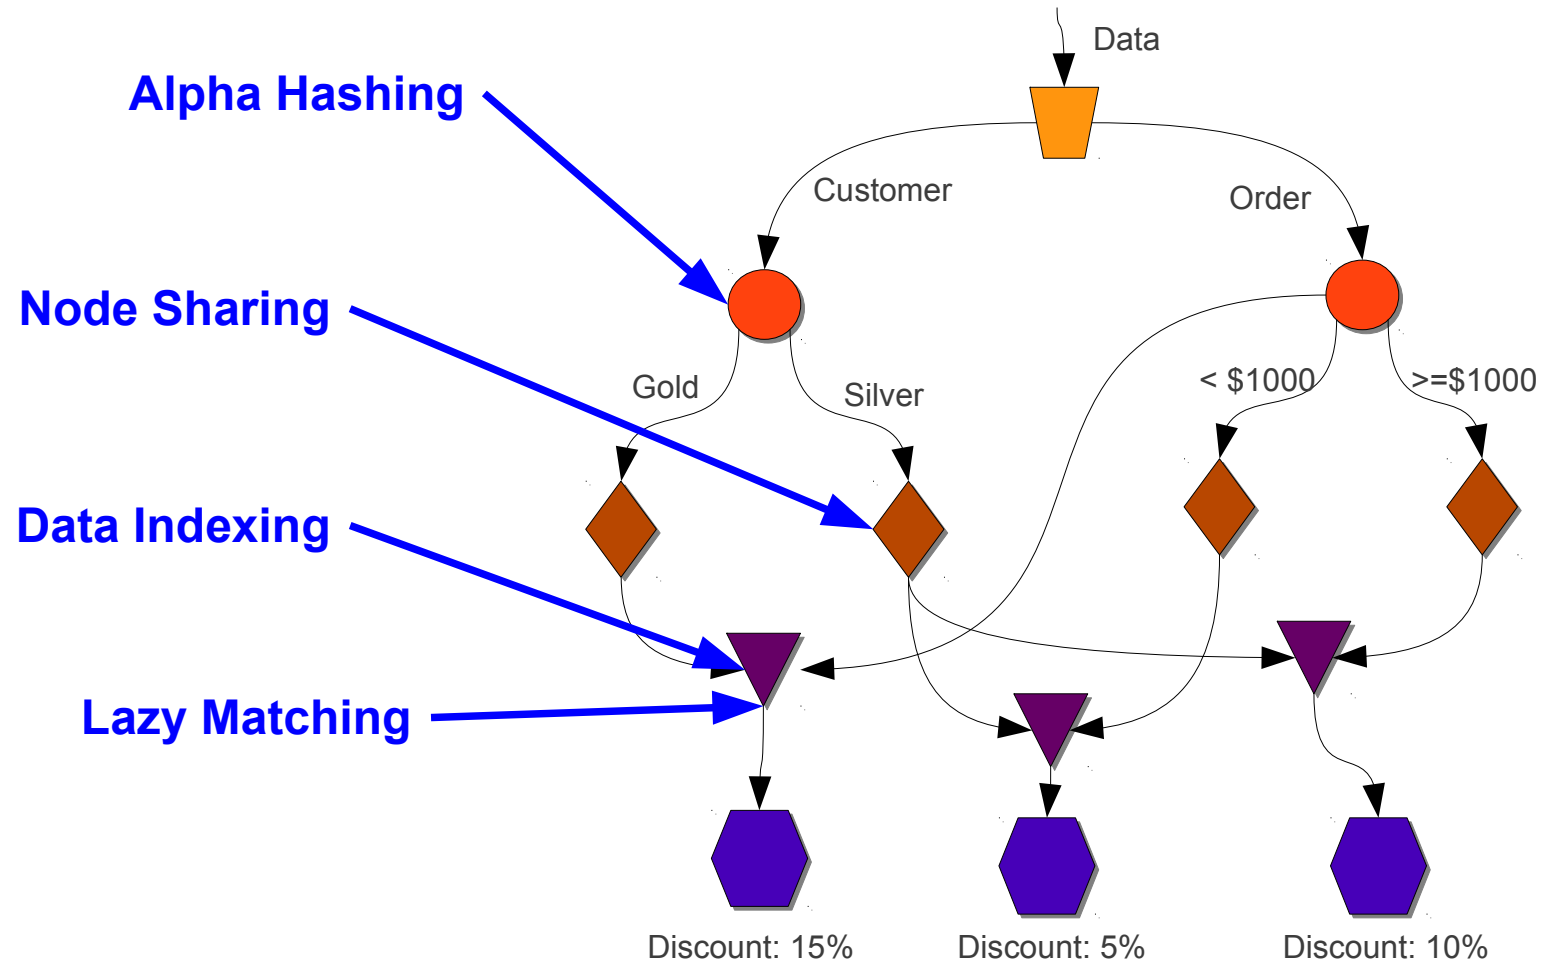 Data
Alpha Hashing
Customer
Order
Node Sharing
Gold
Silver
< $1000
>=$1000
Data Indexing
Lazy Matching
Discount: 15%
Discount: 5%
Discount: 10%